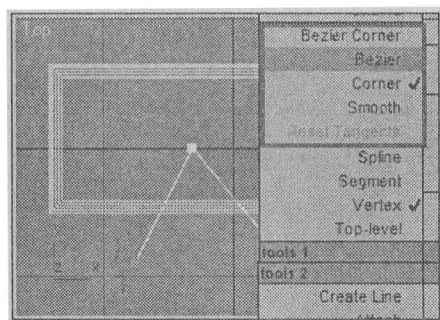 Top
Bezier Corner
Bezier
Corner ✓
Smooth
Reset Tangents
Spline
Segment
Vertex ✓
Top-level
tools 1
tools 2
Create Line
Attach
z x